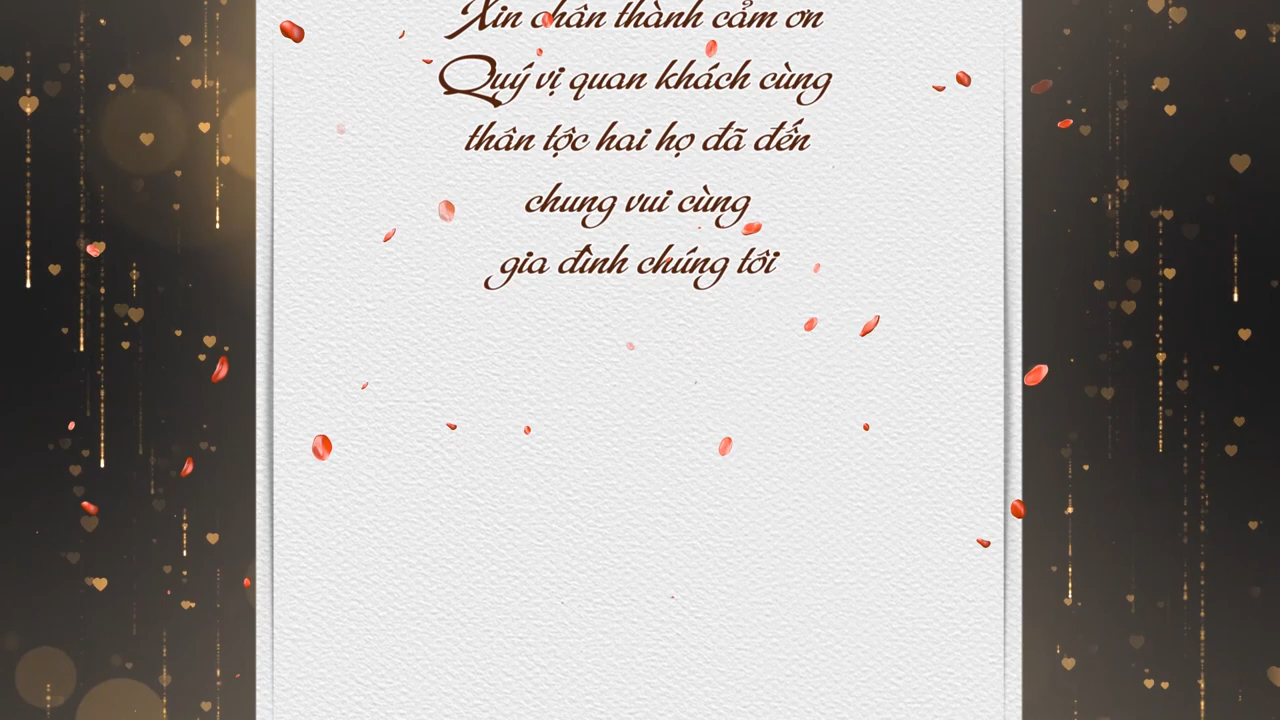 Xin chân thành cảm ơn
Quý vị quan khách cùng
thân tộc hai họ đã đến
chung vui cùng
gia đình chúng tôi